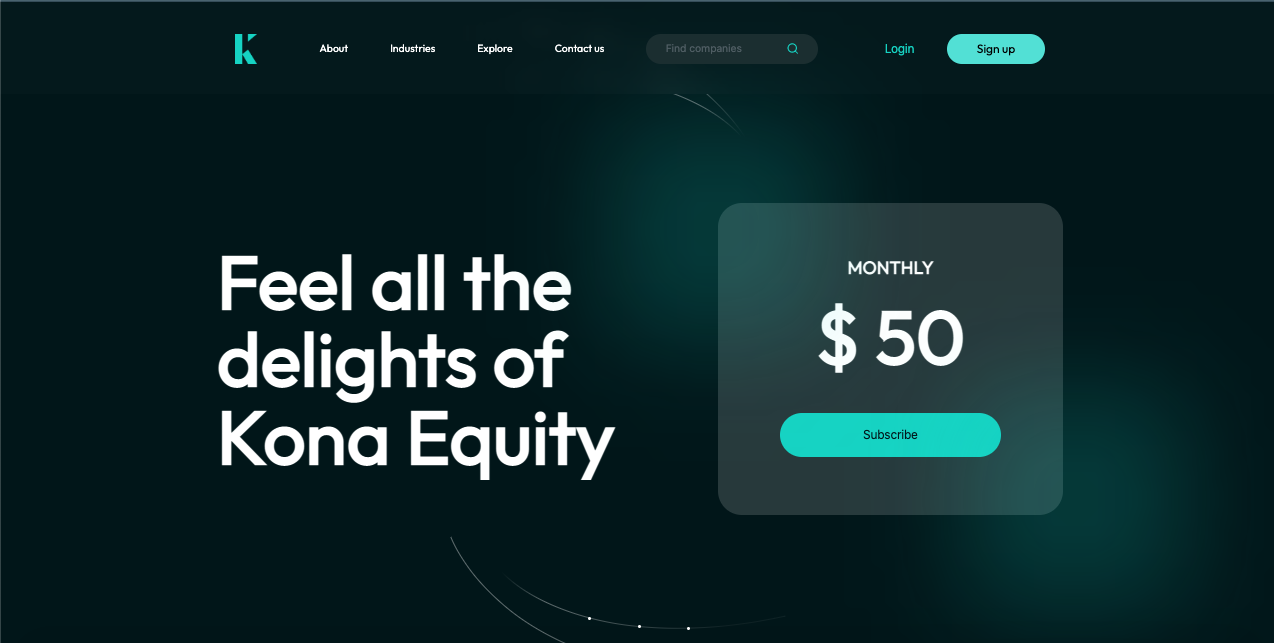 K
About
Industries
Explore
Contact us
Find companies
Login
Sign up
Feel all the
delights of
Kona Equity
MONTHLY
$ 50
Subscribe